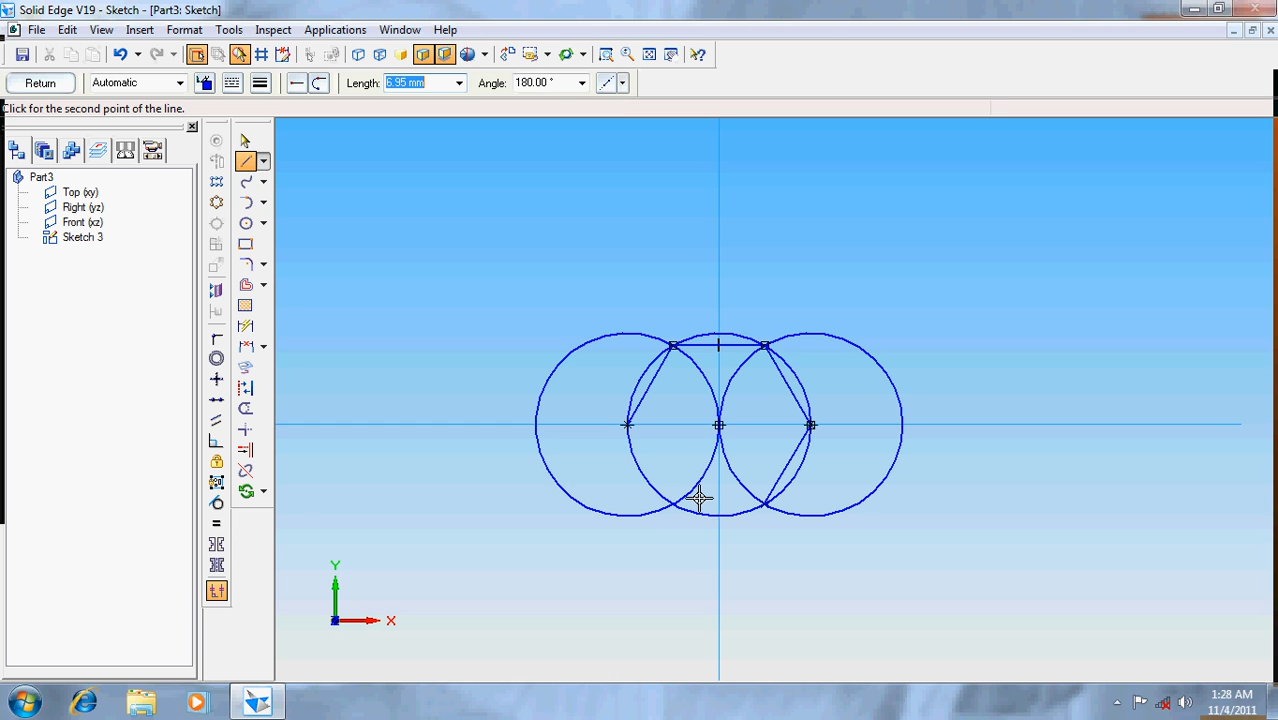 Solid Edge V19 - Sketch - [Part3: Sketch]
File Edit View Insert Format Tools Inspect Applications Window Help
Return Automatic Length: 6.95 mm Angle: 180.00 °
Click for the second point of the line.
Part3
Top (xy)
Right (yz)
Front (xz)
Sketch 3
Y
X
1:28 AM
11/4/2011